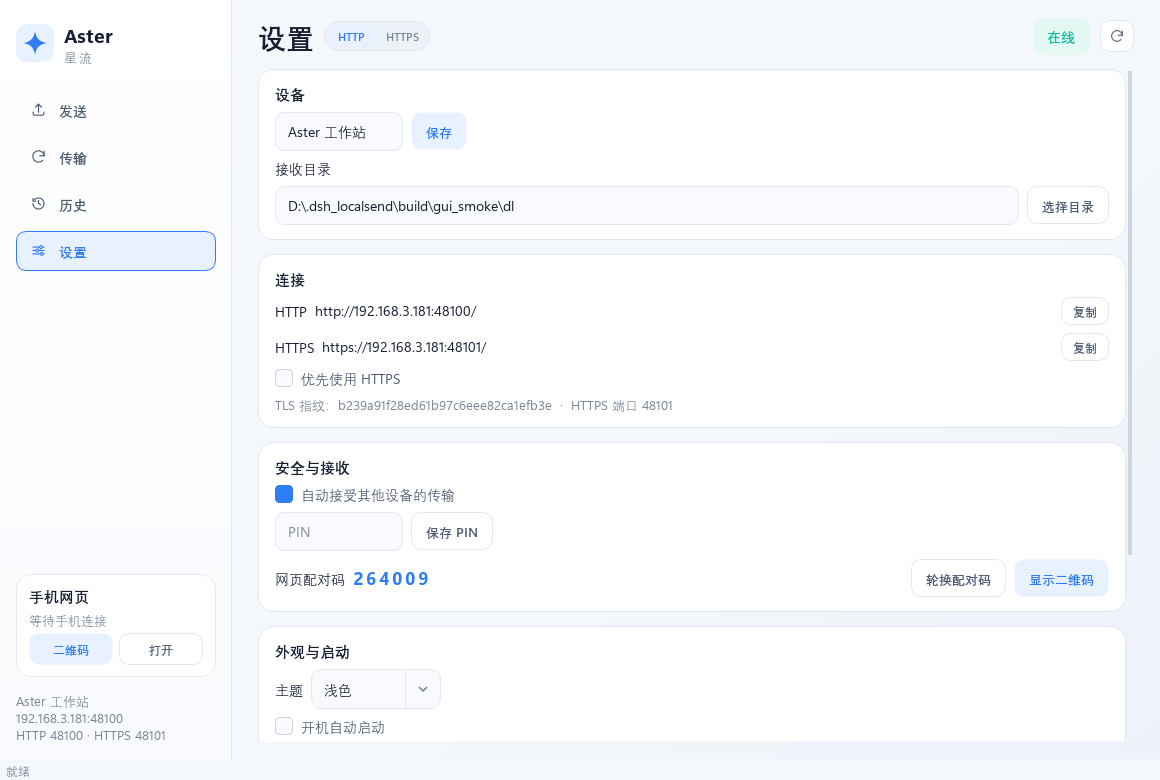 Aster
星流
发送
传输
历史
设置
手机网页
等待手机连接
二维码 打开
Aster 工作站
192.168.3.181:48100
HTTP 48100 · HTTPS 48101
就绪
设置 HTTP HTTPS 在线
设备
Aster 工作站 保存
接收目录
D:\.dsh_localsend\build\gui_smoke\dl 选择目录
连接
HTTP http://192.168.3.181:48100/ 复制
HTTPS https://192.168.3.181:48101/ 复制
优先使用 HTTPS
TLS 指纹: b239a91f28ed61b97c6eee82ca1efb3e · HTTPS 端口 48101
安全与接收
自动接受其他设备的传输
PIN 保存 PIN
网页配对码 264009 轮换配对码 显示二维码
外观与启动
主题 浅色
开机自动启动